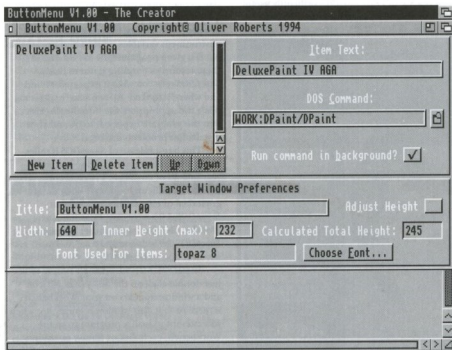 ButtonMenu V1.00 - The Creator
ButtonMenu V1.00 Copyright© Oliver Roberts 1994
DeluxePaint IV AGA
New Item
Delete Item
Up
Down
Item Text:
DeluxePaint IV AGA
DOS Command:
WORK:DPaint/DPaint
Run command in background?
Target Window Preferences
Title: ButtonMenu V1.00
Adjust Height
Width: 640 Inner Height (max): 232 Calculated Total Height: 245
Font Used For Items: topaz 8 Choose Font...